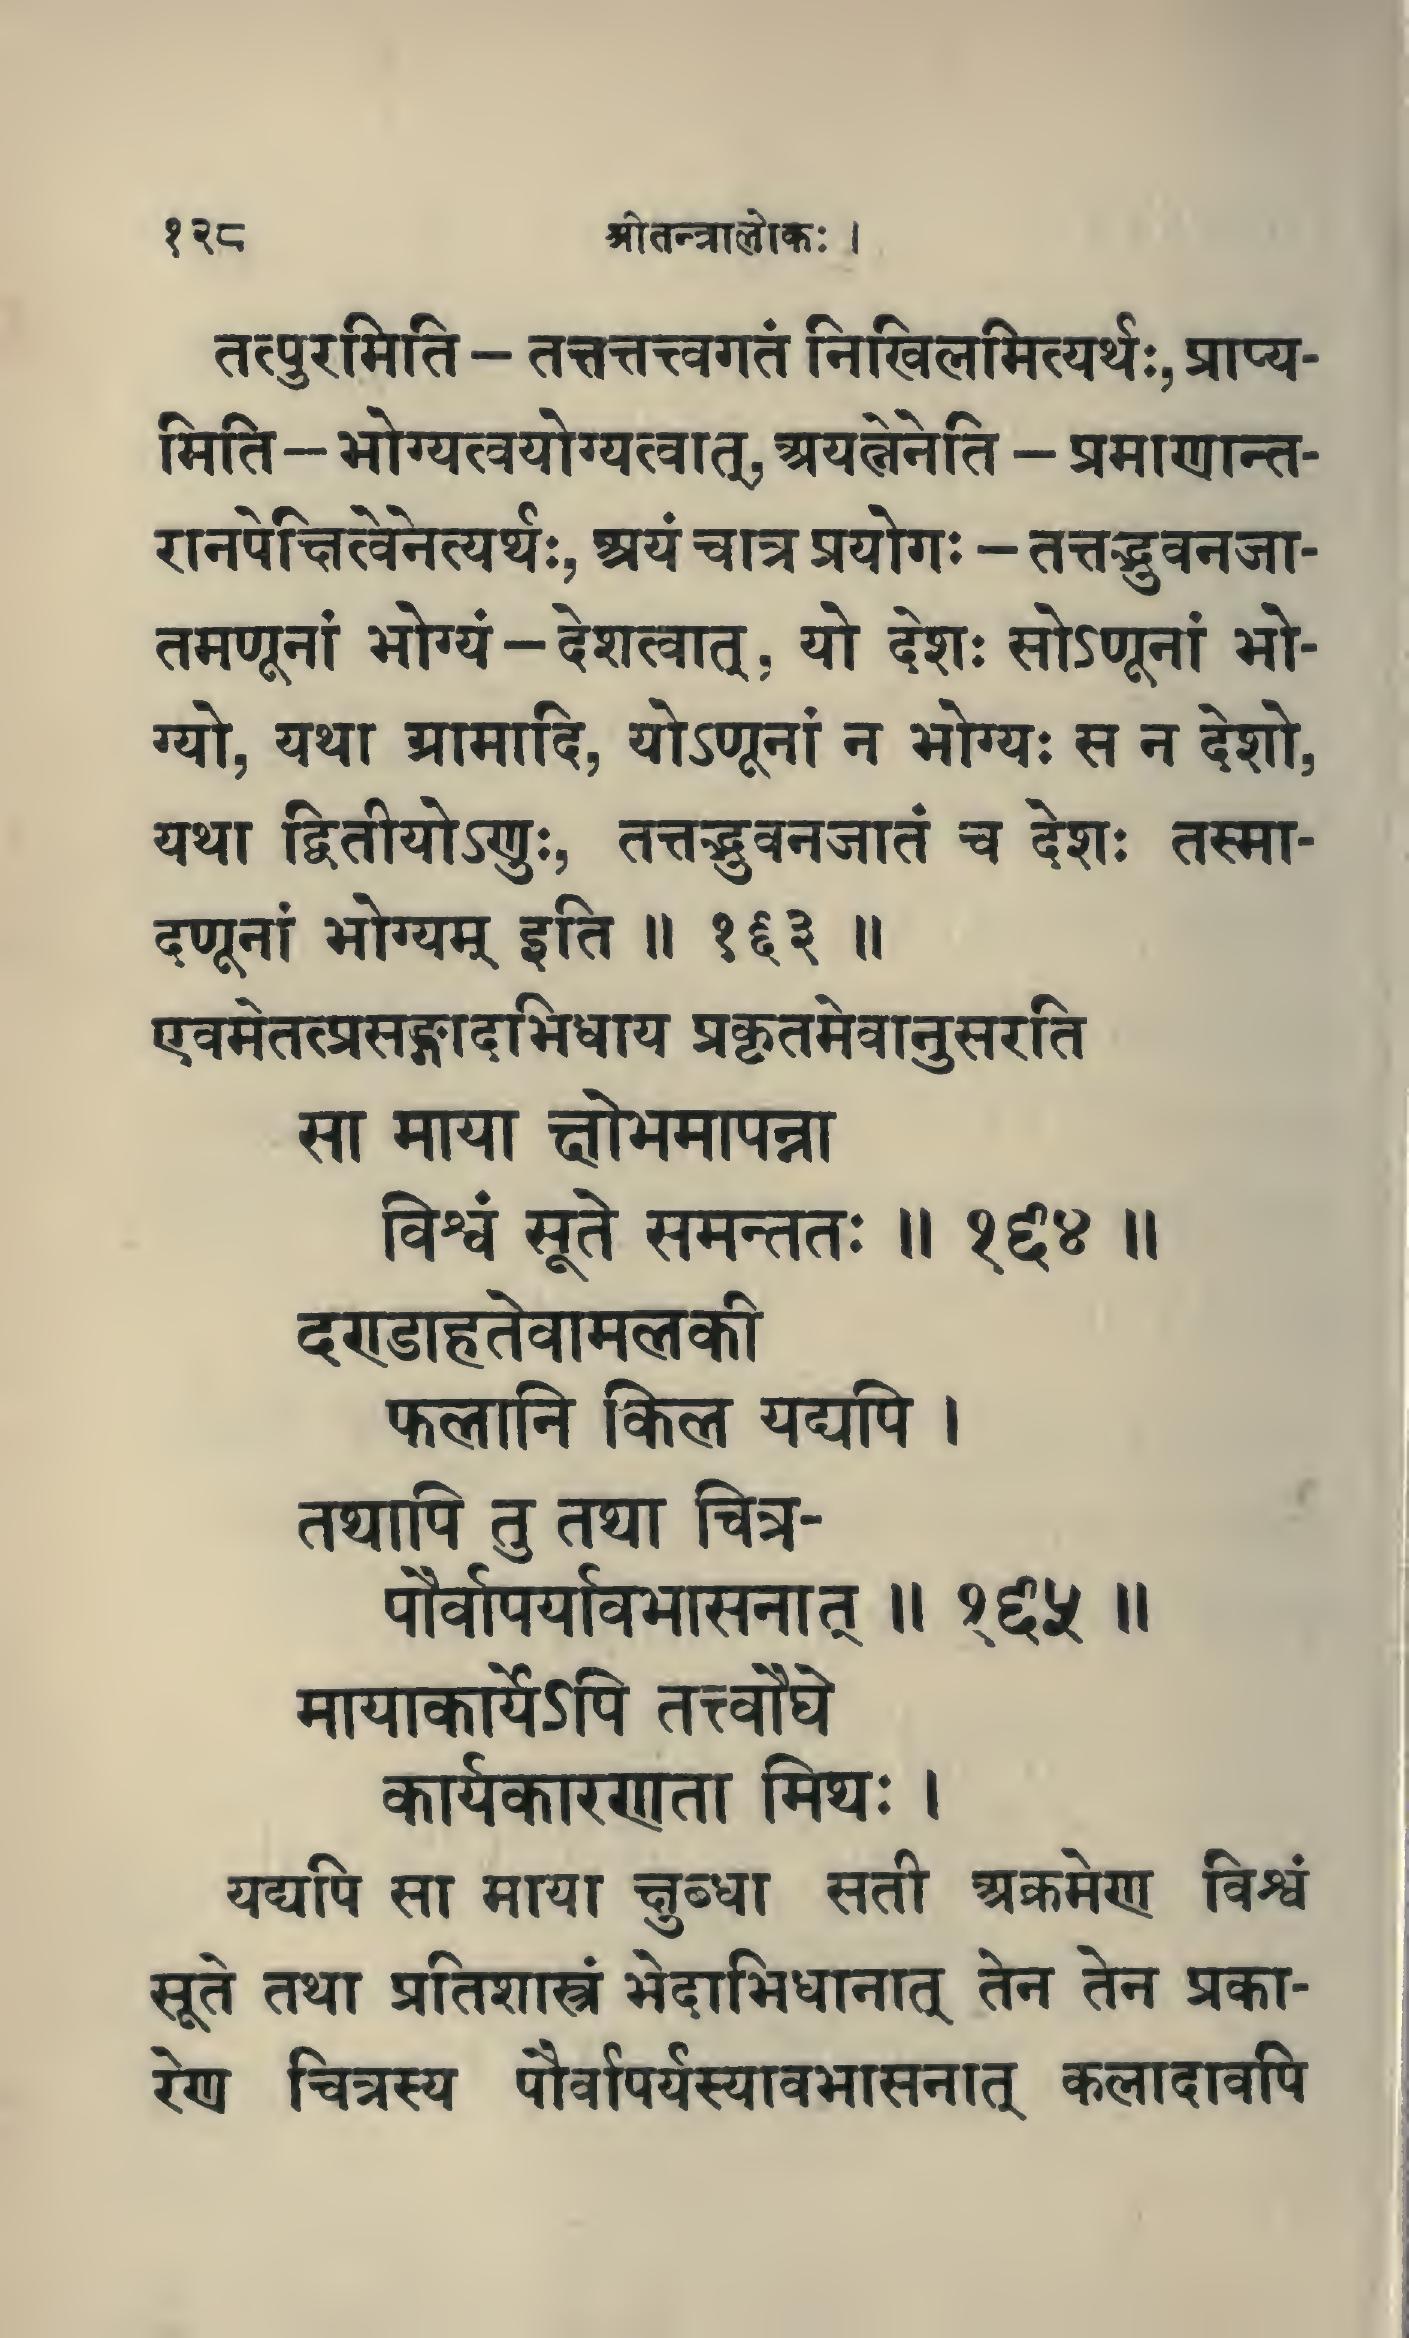 १२८ श्रीतन्त्रालोकः ।
तत्पुरमिति – तत्तत्तत्त्वगतं निखिलमित्यर्थः, प्राप्य-
मिति – भोग्यत्वयोग्यत्वात्, अयत्नेनेति – प्रमाणान्त-
रानपेक्षित्वेनेत्यर्थः, अयं चात्र प्रयोगः – तत्तद्भुवनजा-
तमणूनां भोग्यं – देशत्वात्, यो देशः सोऽणूनां भो-
ग्यो, यथा ग्रामादि, योऽणूनां न भोग्यः स न देशो,
यथा द्वितीयोऽणुः, तत्तद्भुवनजातं च देशः तस्मा-
दणूनां भोग्यम् इति ॥ १६३ ॥
एवमेतत्प्रसङ्गादभिधाय प्रकृतमेवानुसरति
सा माया क्षोभमापन्ना
विश्वं सूते समन्ततः ॥ १६४ ॥
दण्डाहतेवामलकी
फलानि किल यद्यपि ।
तथापि तु तथा चित्र-
पौर्वापर्यावभासनात् ॥ १६५ ॥
मायाकार्येऽपि तत्त्वौघे
कार्यकारणता मिथः ।
यद्यपि सा माया क्षुब्धा सती अक्रमेण विश्वं
सूते तथा प्रतिशास्त्रं भेदाभिधानात् तेन तेन प्रका-
रेण चित्रस्य पौर्वापर्यस्यावभासनात् कलादावपि